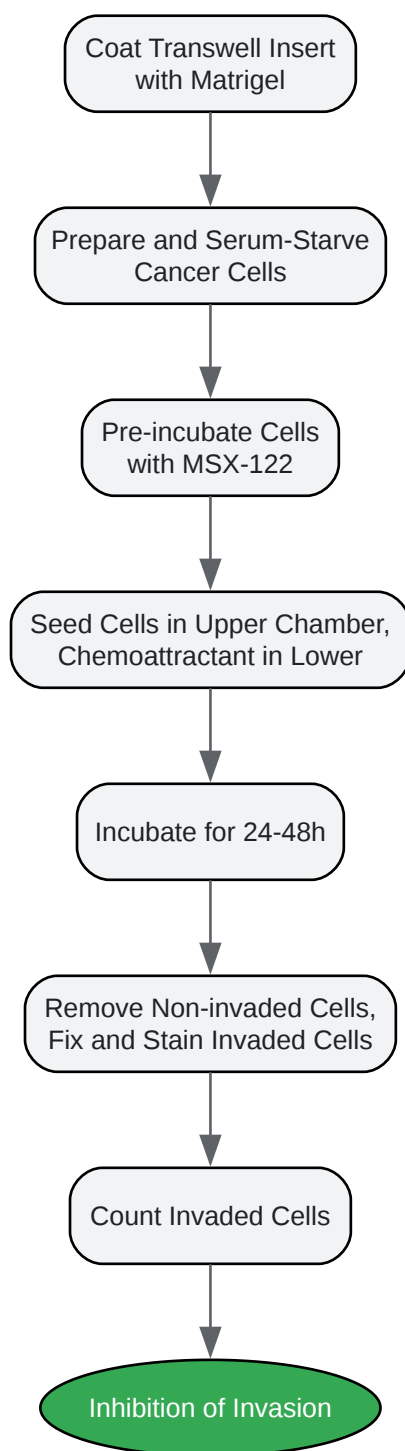 Coat Transwell Insert
with Matrigel
Prepare and Serum-Starve
Cancer Cells
Pre-incubate Cells
with MSX-122
Seed Cells in Upper Chamber,
Chemoattractant in Lower
Incubate for 24-48h
Remove Non-invaded Cells,
Fix and Stain Invaded Cells
Count Invaded Cells
Inhibition of Invasion